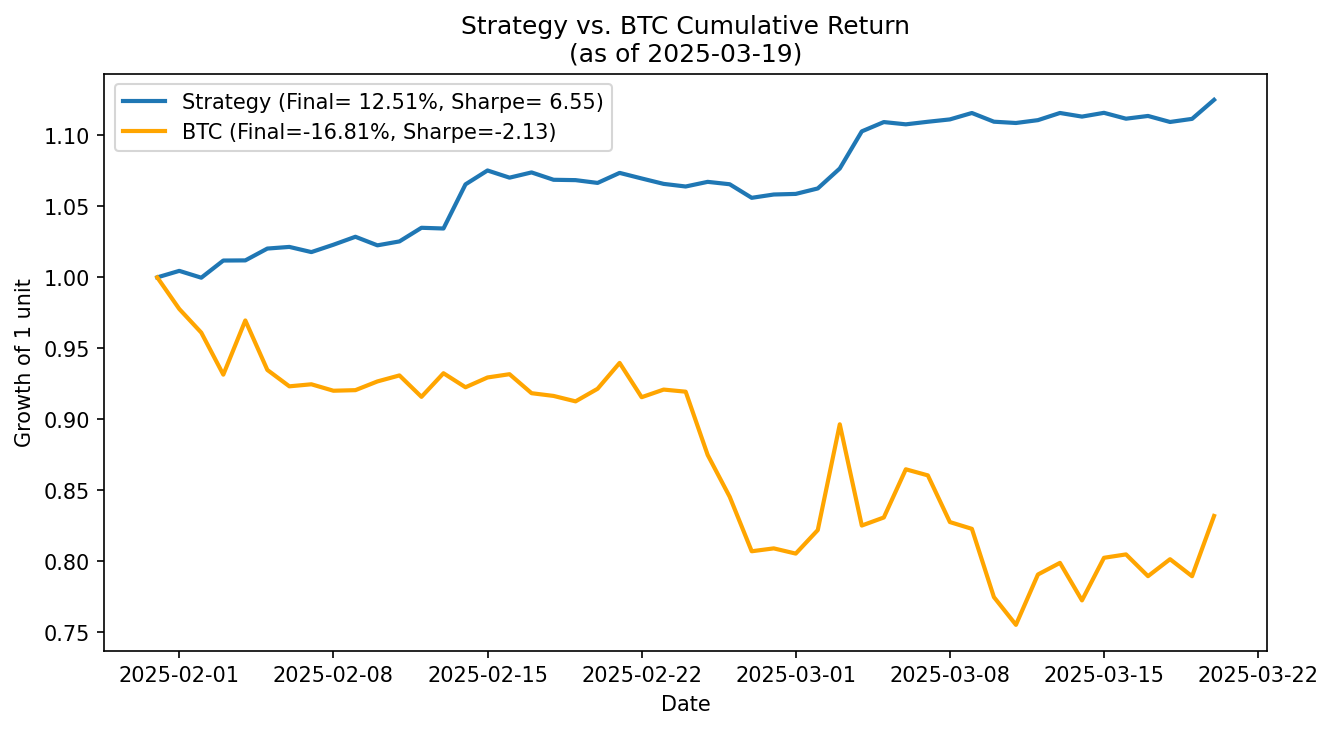 Strategy vs. BTC Cumulative Return
(as of 2025-03-19)
Strategy (Final= 12.51%, Sharpe= 6.55)
BTC (Final=-16.81%, Sharpe=-2.13)
Growth of 1 unit
1.10
1.05
1.00
0.95
0.90
0.85
0.80
0.75
2025-02-01 2025-02-08 2025-02-15 2025-02-22 2025-03-01 2025-03-08 2025-03-15 2025-03-22
Date